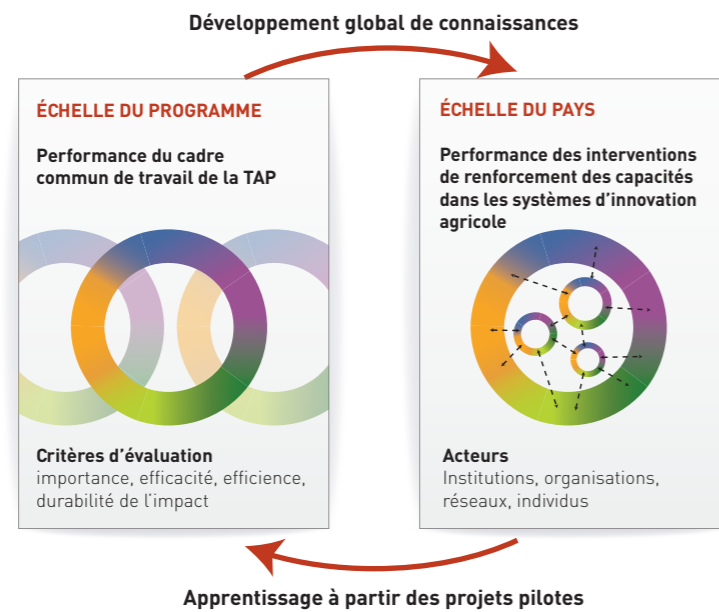 Développement global de connaissances
ÉCHELLE DU PROGRAMME
Performance du cadre
commun de travail de la TAP
Critères d’évaluation
importance, efficacité, efficience,
durabilité de l’impact
ÉCHELLE DU PAYS
Performance des interventions
de renforcement des capacités
dans les systèmes d’innovation
agricole
Acteurs
Institutions, organisations,
réseaux, individus
Apprentissage à partir des projets pilotes